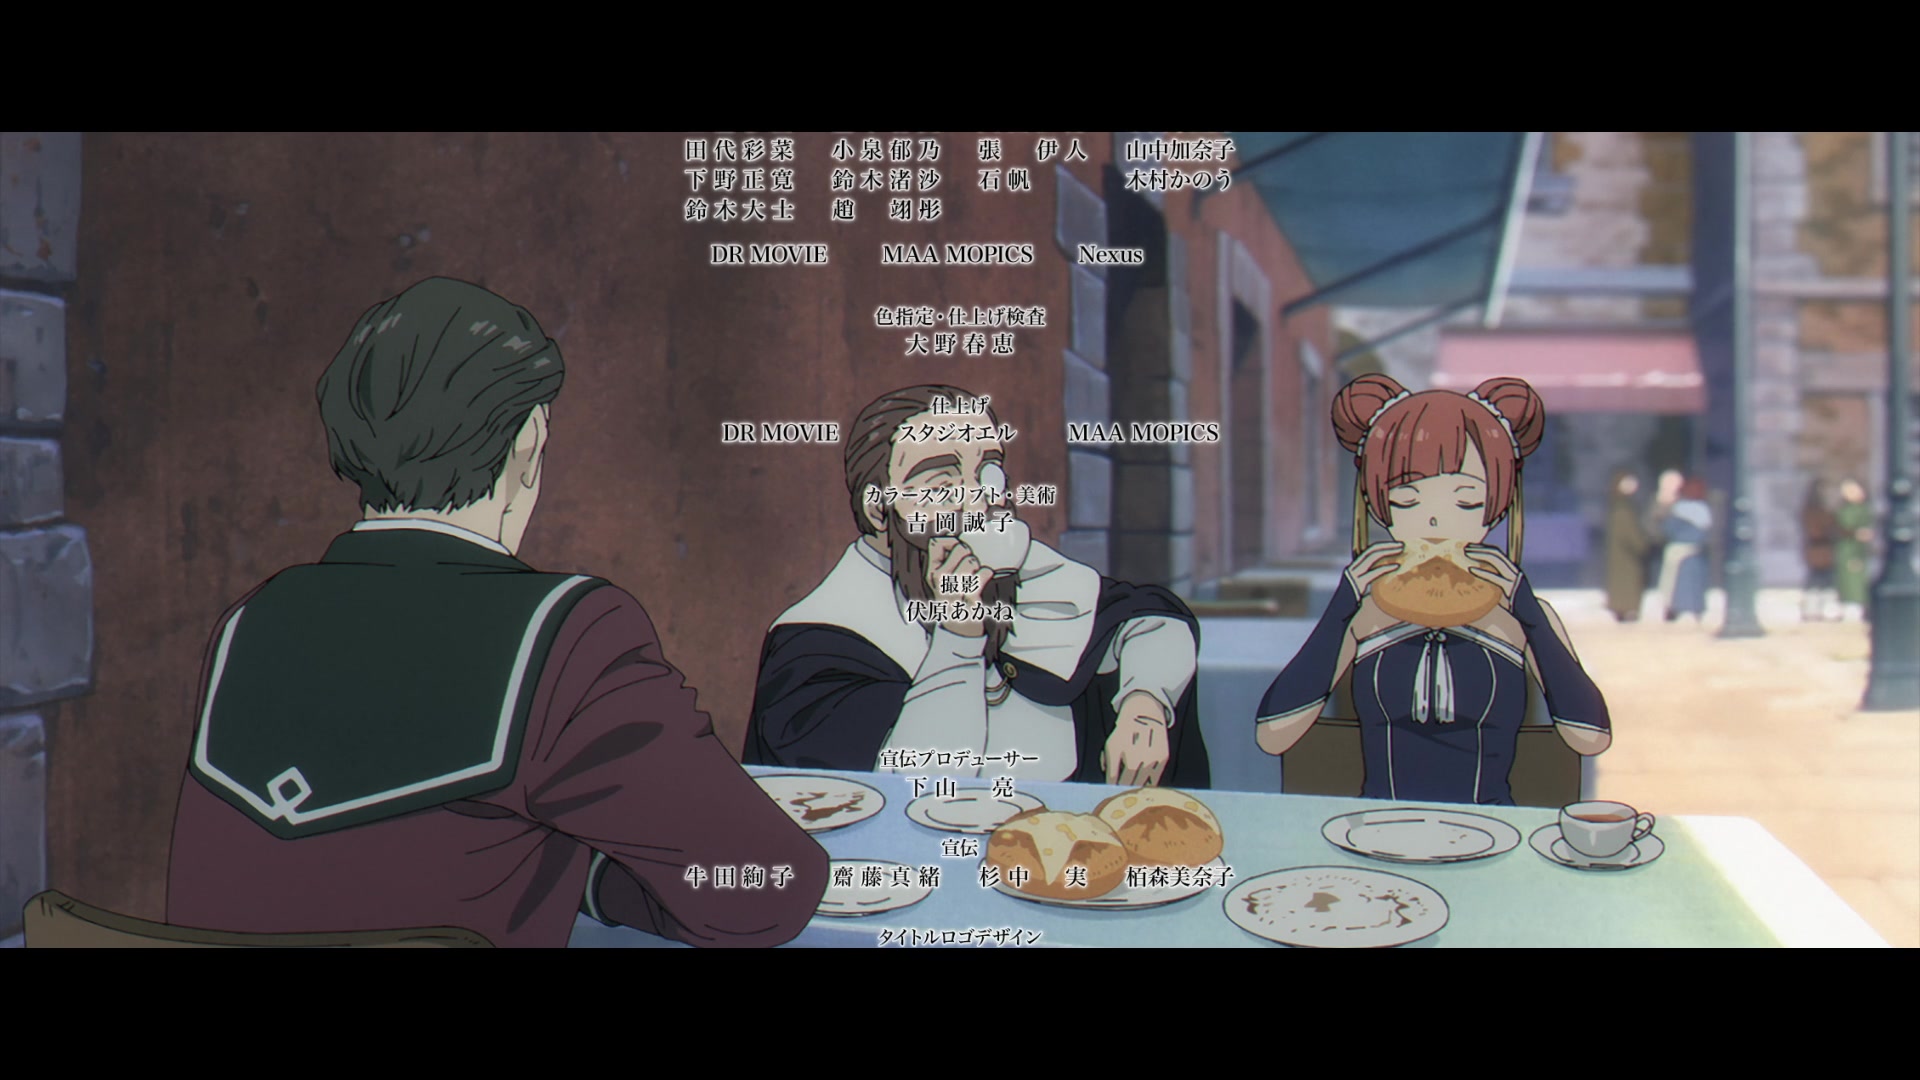 田代彩菜 小泉郁乃 張 伊人 山中加奈子
下野正寛 鈴木渚沙 石帆 木村かのう
鈴木大士 趙 翊彤
DR MOVIE MAA MOPICS Nexus
色指定・仕上げ検査
大野春恵
仕上げ
DR MOVIE スタジオエル MAA MOPICS
カラースクリプト・美術
吉岡誠子
撮影
伏原あかね
宣伝プロデューサー
下山 亮
宣伝
牛田絢子 齋藤真緒 杉中 実 栢森美奈子
タイトルロゴデザイン